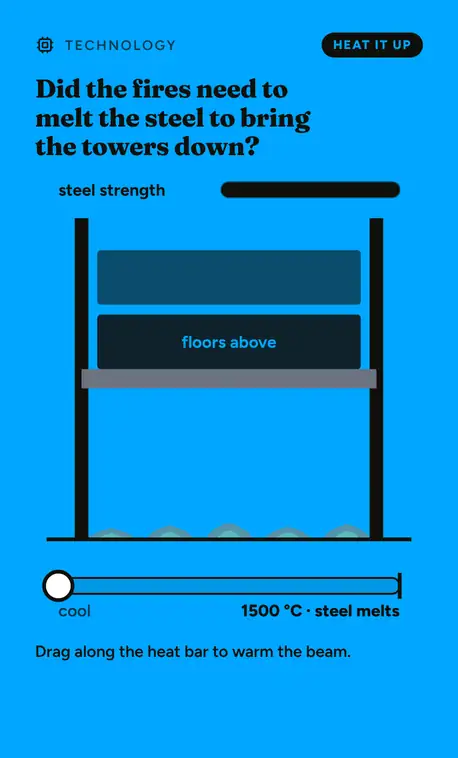 TECHNOLOGY
HEAT IT UP
Did the fires need to
melt the steel to bring
the towers down?
steel strength
floors above
cool
1500 °C · steel melts
Drag along the heat bar to warm the beam.